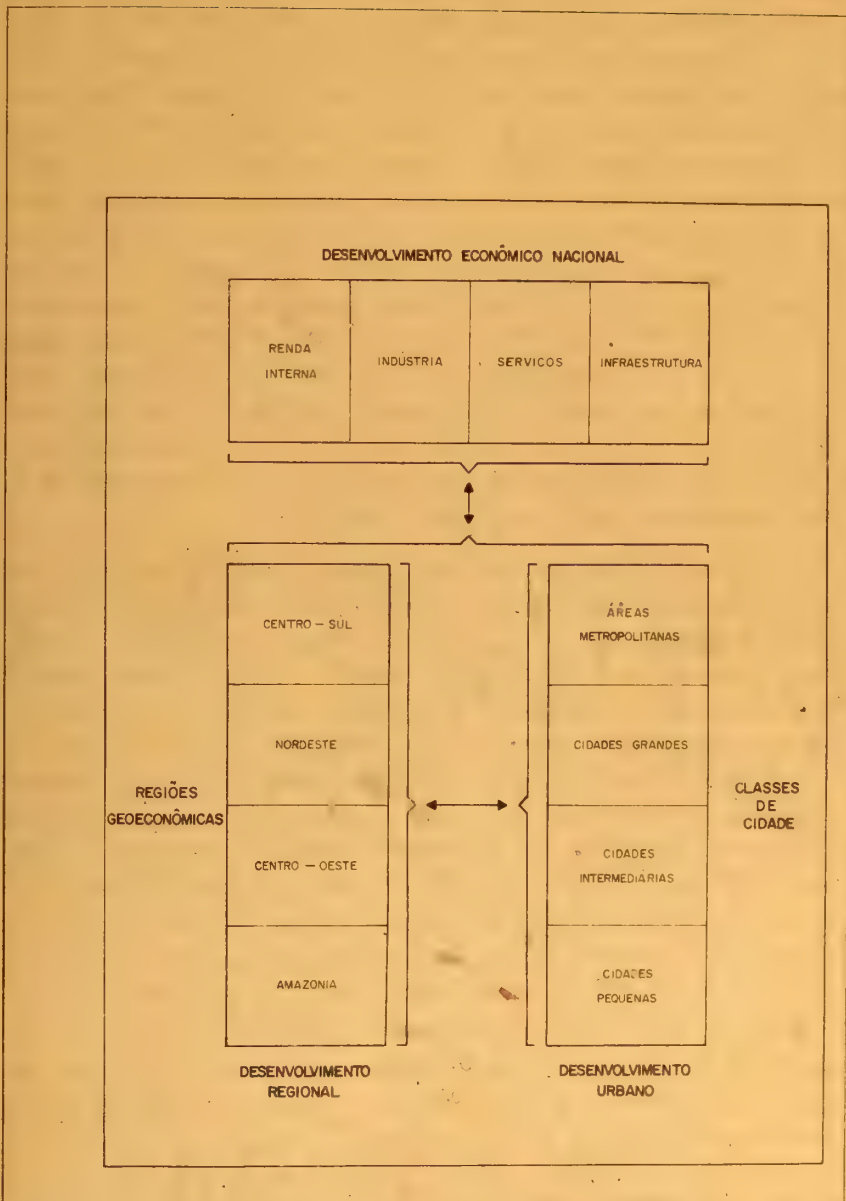 DESENVOLVIMENTO ECONÔMICO NACIONAL
RENDA
INTERNA
INDÚSTRIA
SERVICOS
INFRAESTRUTURA
REGIÕES
GEOECONÔMICAS
CENTRO — SUL
NORDESTE
CENTRO — OESTE
AMAZONIA
DESENVOLVIMENTO
REGIONAL
ÁREAS
METROPOLITANAS
CIDADES GRANDES
CIDADES
INTERMEDIÁRIAS
CIDADES
PEQUENAS
DESENVOLVIMENTO
URBANO
CLASSES
DE
CIDADE